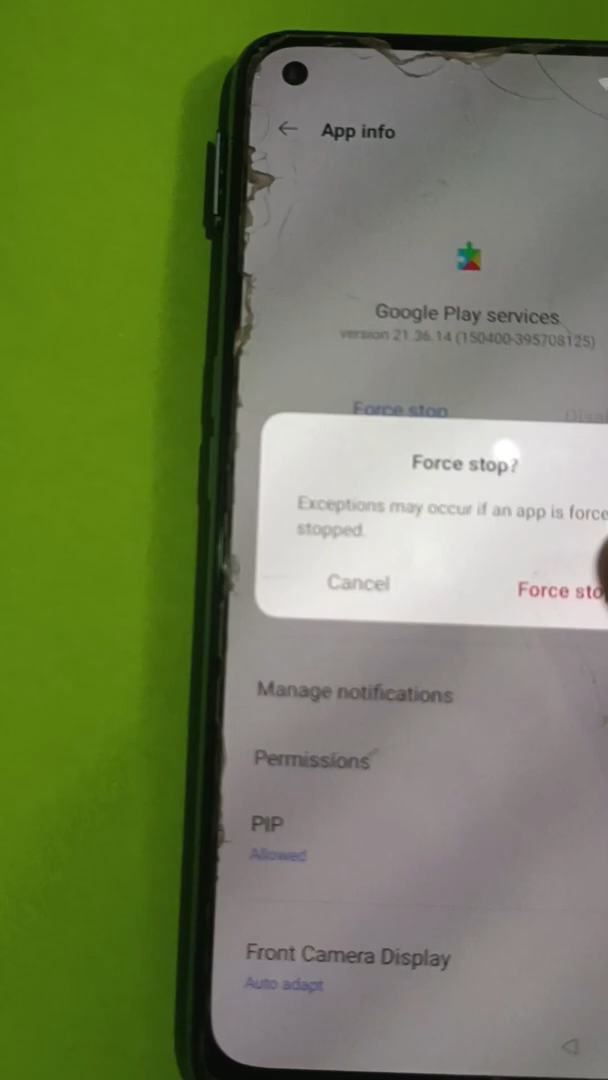 App info
Google Play services
version 21.36.14 (150400-395708125)
Force stop
Force stop?
Exceptions may occur if an app is force
stopped.
Cancel
Force sto
Manage notifications
Permissions
PIP
Allowed
Front Camera Display
Auto adapt